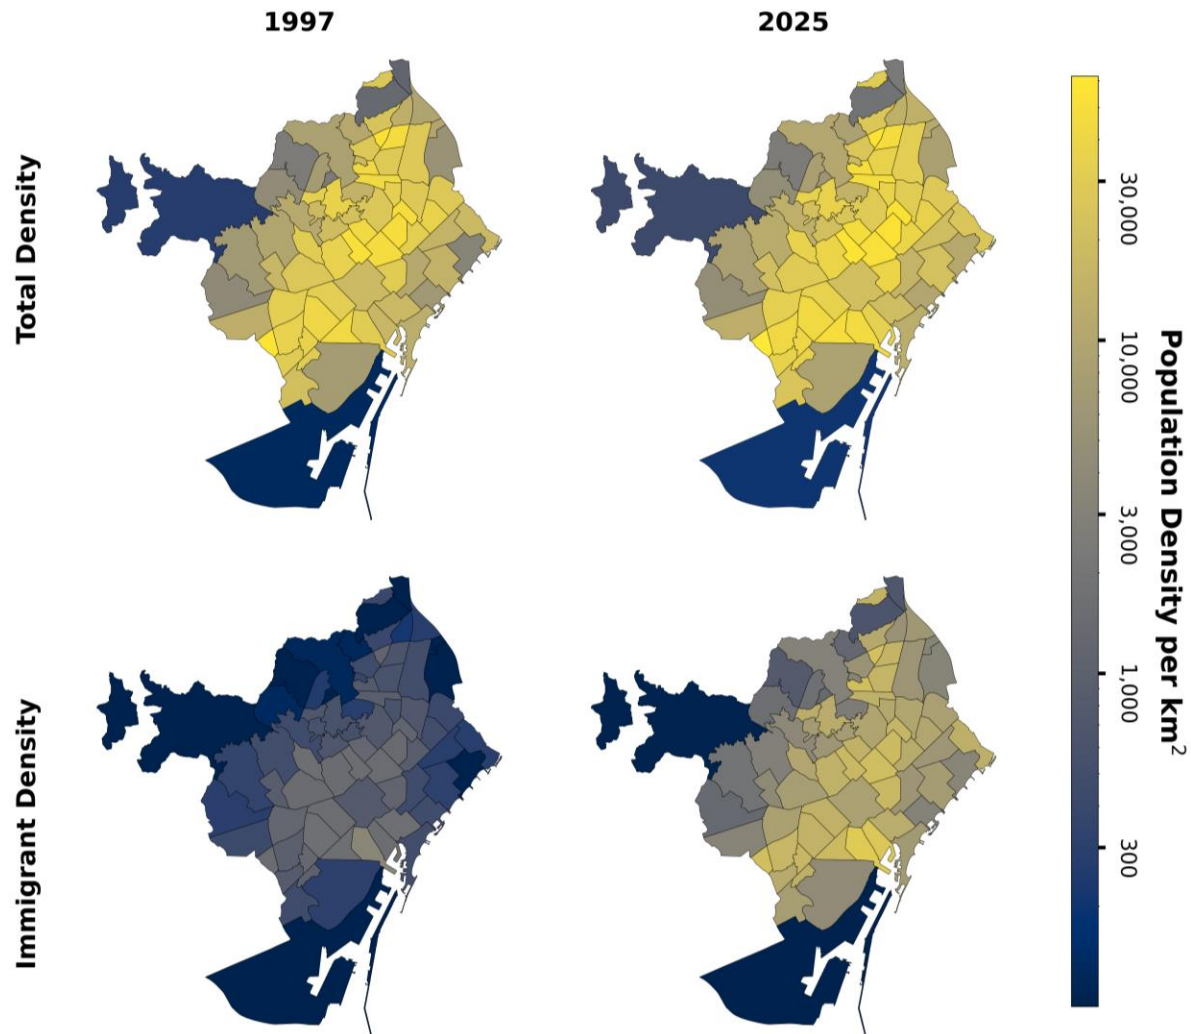 1997
2025
Total Density
Immigrant Density
30,000
10,000
3,000
1,000
300
Population Density per km²